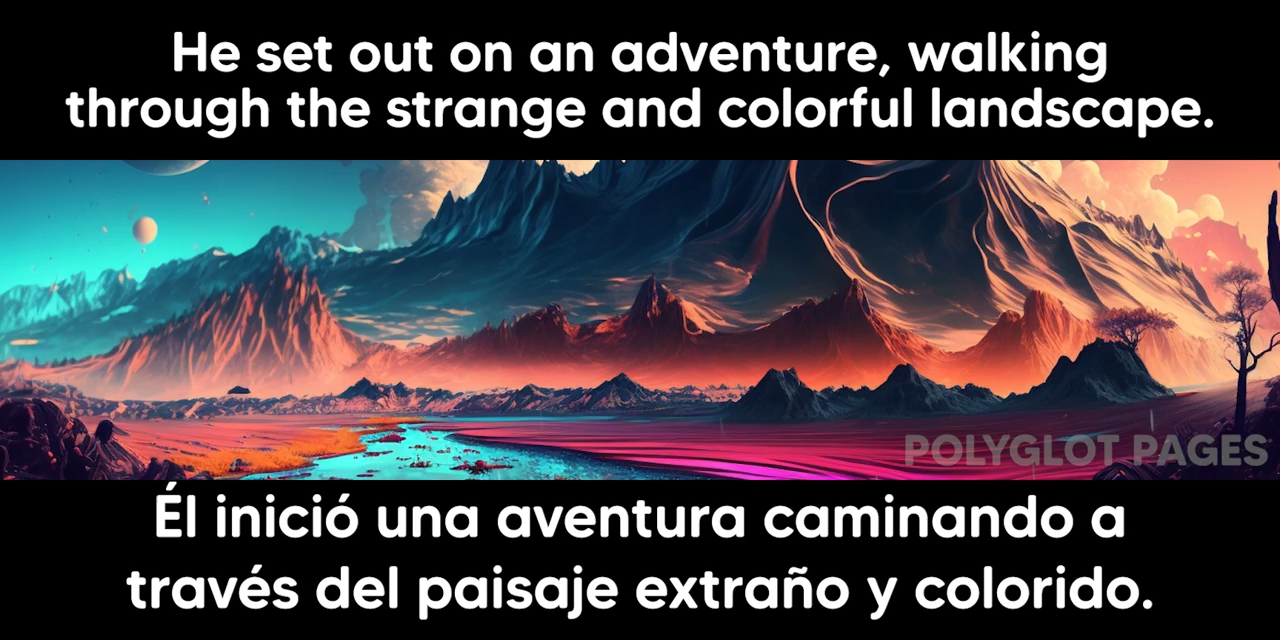 He set out on an adventure, walking
through the strange and colorful landscape.
POLYGLOT PAGES
Él inició una aventura caminando a
través del paisaje extraño y colorido.